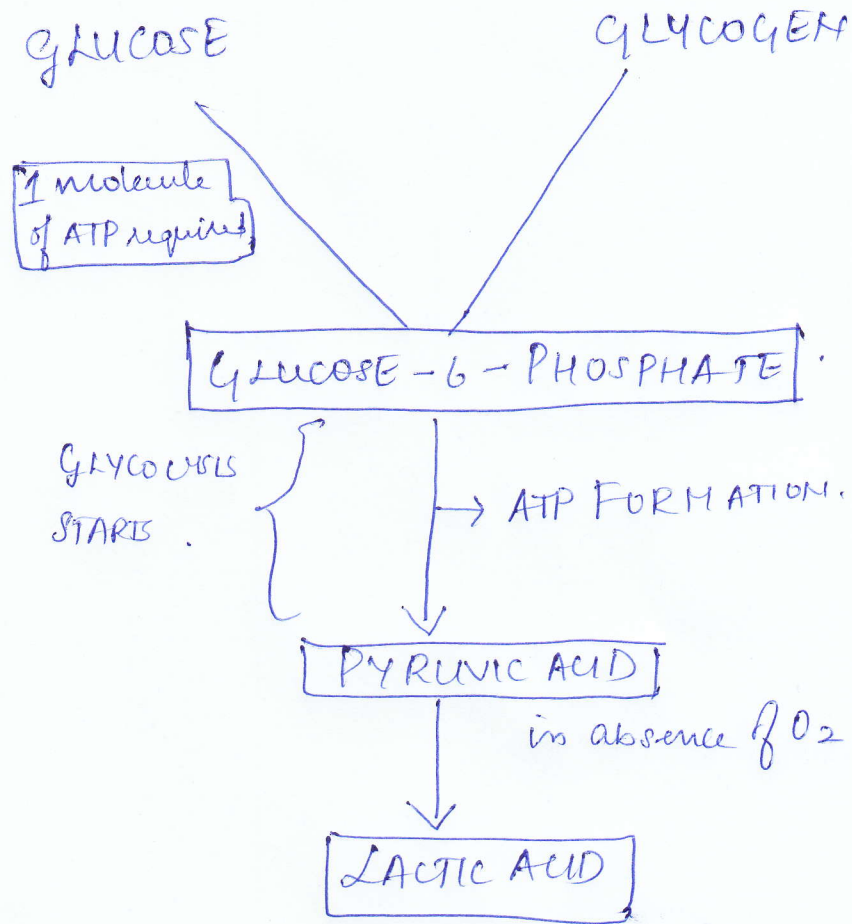 GLUCOSE
GLYCOGEN
1 molecule
of ATP required
GLUCOSE - 6 - PHOSPHATE .
GLYCOLYSIS
STARTS .
→ ATP FORMATION.
PYRUVIC ACID
in absence of O2
LACTIC ACID